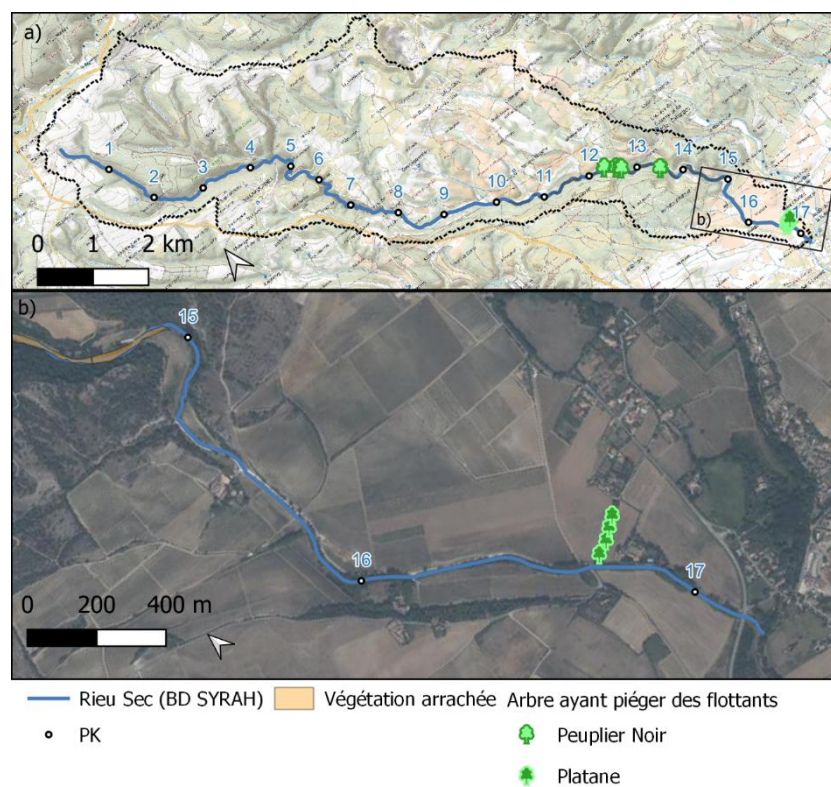 a)
1
2
3
4
5
6
7
8
9
10
11
12
13
14
15
16
17
b)
0 1 2 km
b)
15
16
17
0 200 400 m
Rieu Sec (BD SYRAH) Végétation arrachée Arbre ayant piéger des flottants
PK Peuplier Noir
Platane